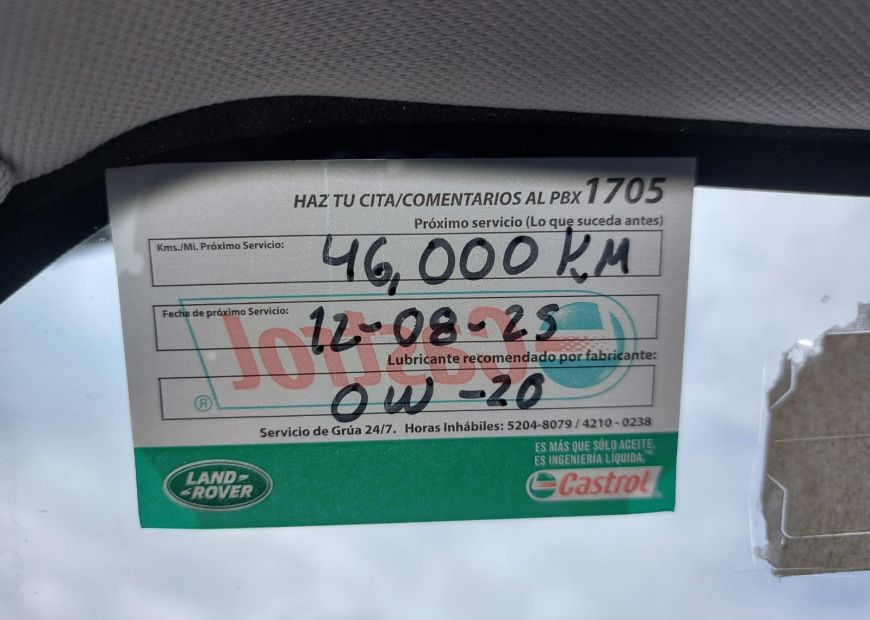 HAZ TU CITA/COMENTARIOS AL PBX 1705
Próximo servicio (Lo que suceda antes)
Kms./Mi. Próximo Servicio: 46,000 KM
Fecha de próximo Servicio: 12-08-25
Castrol
Lubricante recomendado por fabricante:
0W-20
®
Servicio de Grúa 24/7. Horas Inhábiles: 5204-8079 / 4210 - 0238
ES MÁS QUE SÓLO ACEITE.
ES INGENIERÍA LÍQUIDA.™
LAND-
-ROVER
Castrol